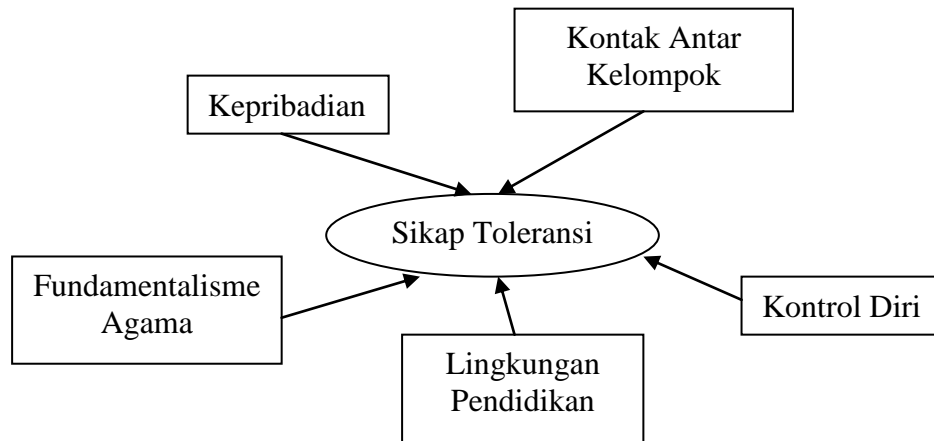 Kontak Antar
Kelompok
Kepribadian
Sikap Toleransi
Fundamentalisme
Agama
Kontrol Diri
Lingkungan
Pendidikan